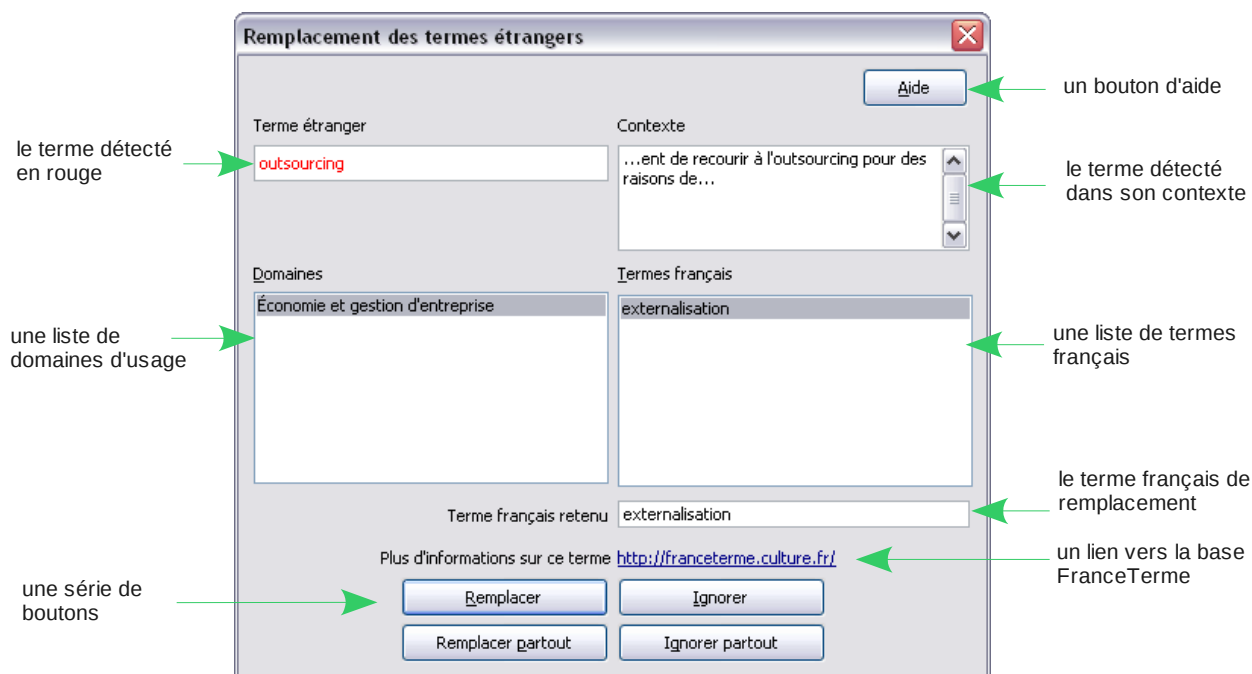 Remplacement des termes étrangers
Aide
un bouton d'aide
Terme étranger
Contexte
le terme détecté
en rouge
outsourcing
...ent de recourir à l'outsourcing pour des
raisons de...
le terme détecté
dans son contexte
Domaines
Termes français
Économie et gestion d'entreprise
externalisation
une liste de
domaines d'usage
une liste de termes
français
Terme français retenu
externalisation
le terme français de
remplacement
Plus d'informations sur ce terme http://franceterme.culture.fr/
un lien vers la base
FranceTerme
une série de
boutons
Remplacer
Ignorer
Remplacer partout
Ignorer partout